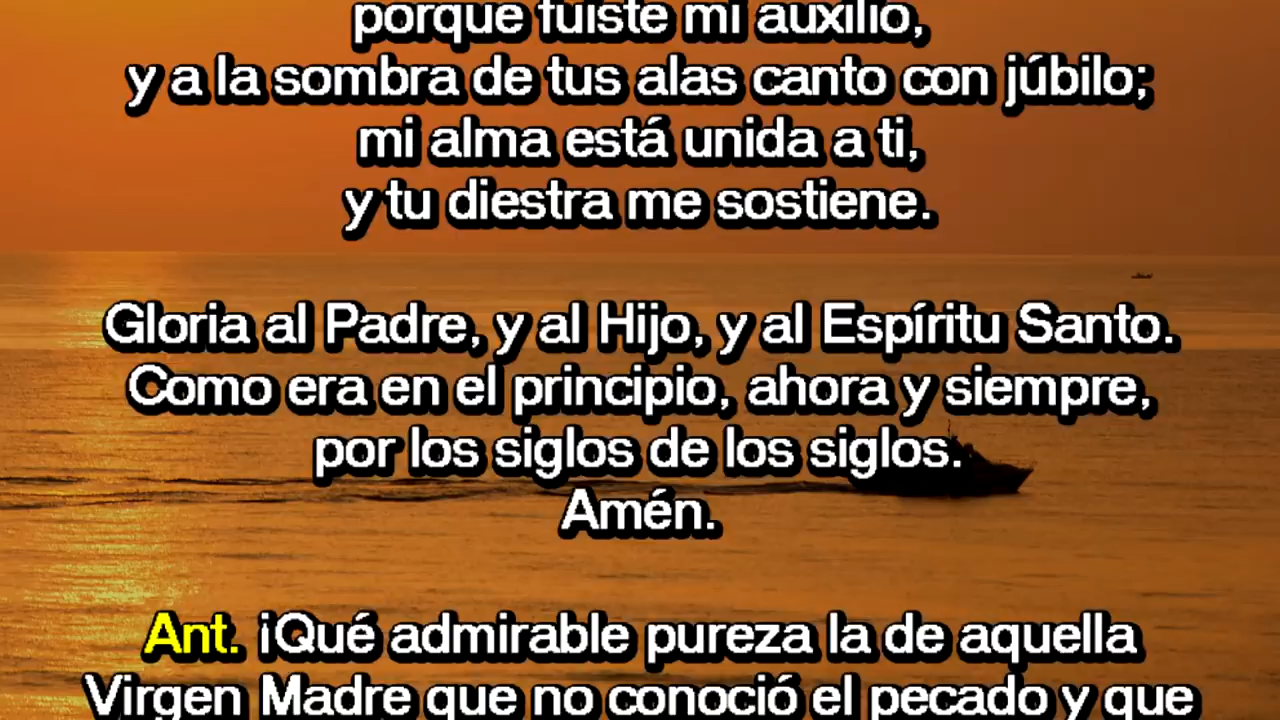 porque fuiste mi auxilio,
y a la sombra de tus alas canto con júbilo;
mi alma está unida a ti,
y tu diestra me sostiene.
Gloria al Padre, y al Hijo, y al Espíritu Santo.
Como era en el principio, ahora y siempre,
por los siglos de los siglos.
Amén.
Ant. ¡Qué admirable pureza la de aquella
Virgen Madre que no conoció el pecado y que